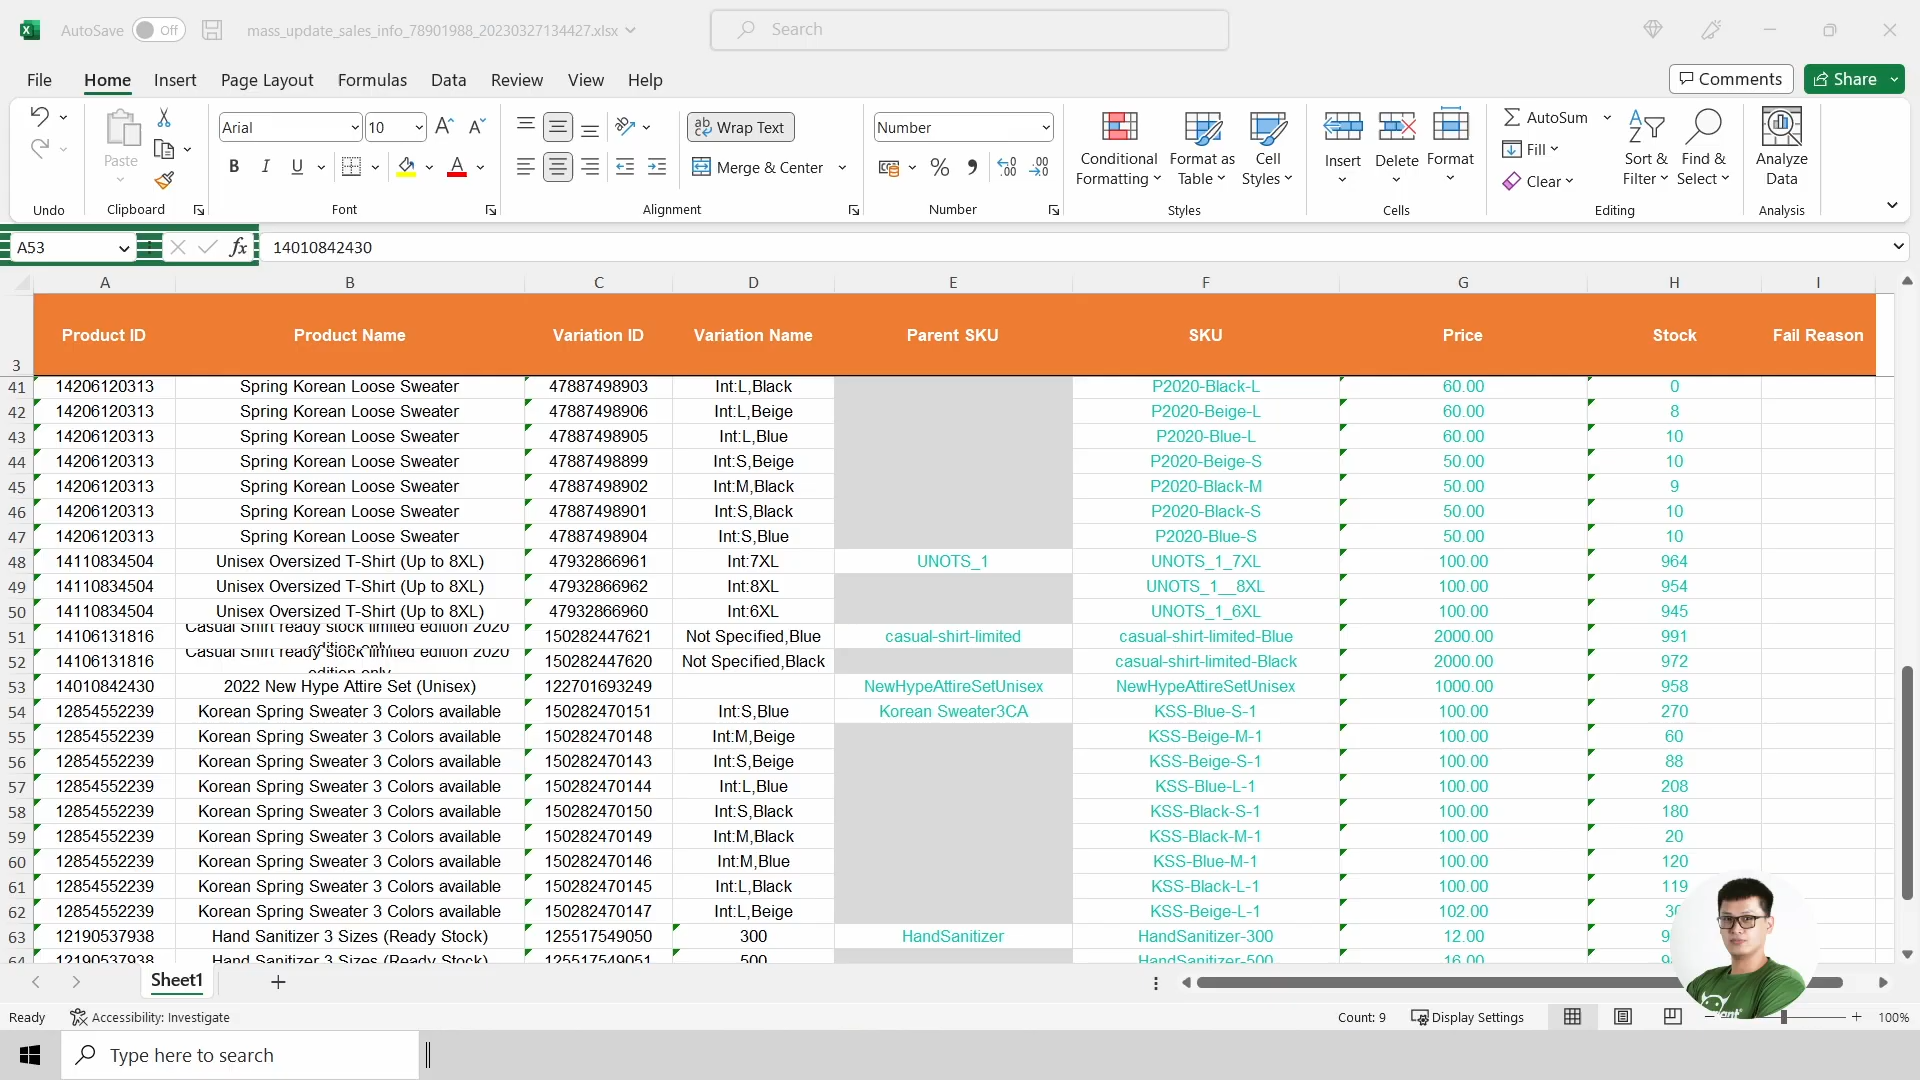 AutoSave Off mass_update_sales_info_78901988_20230327134427.xlsx Search
File Home Insert Page Layout Formulas Data Review View Help Comments Share
Paste Arial 10 Wrap Text Number
B I U Merge & Center
Conditional Formatting Format as Table Cell Styles
Insert Delete Format
AutoSum Fill Clear
Sort & Filter Find & Select Analyze Data
Undo Clipboard Font Alignment Number Styles Cells Editing Analysis
A53 fx 14010842430
A B C D E F G H I
3 Product ID Product Name Variation ID Variation Name Parent SKU SKU Price Stock Fail Reason
41 14206120313 Spring Korean Loose Sweater 47887498903 Int:L,Black P2020-Black-L 60.00 0
42 14206120313 Spring Korean Loose Sweater 47887498906 Int:L,Beige P2020-Beige-L 60.00 8
43 14206120313 Spring Korean Loose Sweater 47887498905 Int:L,Blue P2020-Blue-L 60.00 10
44 14206120313 Spring Korean Loose Sweater 47887498899 Int:S,Beige P2020-Beige-S 50.00 10
45 14206120313 Spring Korean Loose Sweater 47887498902 Int:M,Black P2020-Black-M 50.00 9
46 14206120313 Spring Korean Loose Sweater 47887498901 Int:S,Black P2020-Black-S 50.00 10
47 14206120313 Spring Korean Loose Sweater 47887498904 Int:S,Blue P2020-Blue-S 50.00 10
48 14110834504 Unisex Oversized T-Shirt (Up to 8XL) 47932866961 Int:7XL UNOTS_1 UNOTS_1_7XL 100.00 964
49 14110834504 Unisex Oversized T-Shirt (Up to 8XL) 47932866962 Int:8XL UNOTS_1__8XL 100.00 954
50 14110834504 Unisex Oversized T-Shirt (Up to 8XL) 47932866960 Int:6XL UNOTS_1_6XL 100.00 945
51 14106131816 Casual Shirt ready stock limited edition 2020 edition only 150282447621 Not Specified,Blue casual-shirt-limited casual-shirt-limited-Blue 2000.00 991
52 14106131816 Casual Shirt ready stock limited edition 2020 edition only 150282447620 Not Specified,Black casual-shirt-limited-Black 2000.00 972
53 14010842430 2022 New Hype Attire Set (Unisex) 122701693249 NewHypeAttireSetUnisex NewHypeAttireSetUnisex 1000.00 958
54 12854552239 Korean Spring Sweater 3 Colors available 150282470151 Int:S,Blue Korean Sweater3CA KSS-Blue-S-1 100.00 270
55 12854552239 Korean Spring Sweater 3 Colors available 150282470148 Int:M,Beige KSS-Beige-M-1 100.00 60
56 12854552239 Korean Spring Sweater 3 Colors available 150282470143 Int:S,Beige KSS-Beige-S-1 100.00 88
57 12854552239 Korean Spring Sweater 3 Colors available 150282470144 Int:L,Blue KSS-Blue-L-1 100.00 208
58 12854552239 Korean Spring Sweater 3 Colors available 150282470150 Int:S,Black KSS-Black-S-1 100.00 180
59 12854552239 Korean Spring Sweater 3 Colors available 150282470149 Int:M,Black KSS-Black-M-1 100.00 20
60 12854552239 Korean Spring Sweater 3 Colors available 150282470146 Int:M,Blue KSS-Blue-M-1 100.00 120
61 12854552239 Korean Spring Sweater 3 Colors available 150282470145 Int:L,Black KSS-Black-L-1 100.00 119
62 12854552239 Korean Spring Sweater 3 Colors available 150282470147 Int:L,Beige KSS-Beige-L-1 102.00
63 12190537938 Hand Sanitizer 3 Sizes (Ready Stock) 125517549050 300 HandSanitizer HandSanitizer-300 12.00
64 12190537938 Hand Sanitizer 3 Sizes (Ready Stock) 125517549051 500 HandSanitizer-500 16.00
Sheet1
Ready Accessibility: Investigate Count: 9 Display Settings 100%
Type here to search